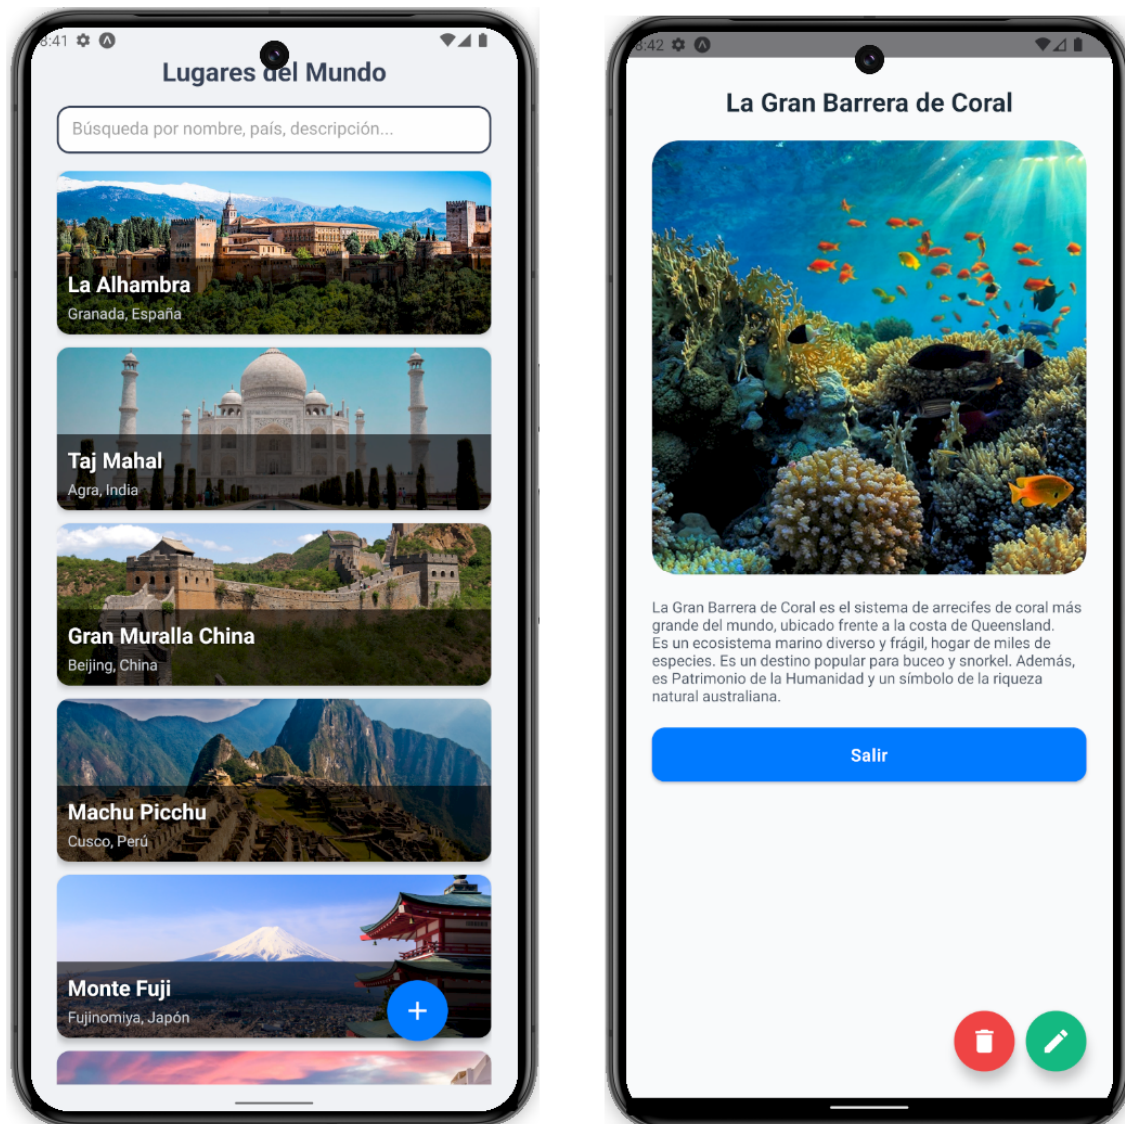 8:41
Lugares del Mundo
Búsqueda por nombre, país, descripción...
La Alhambra
Granada, España
Taj Mahal
Agra, India
Gran Muralla China
Beijing, China
Machu Picchu
Cusco, Perú
Monte Fuji
Fujinomiya, Japón
+
8:42
La Gran Barrera de Coral
La Gran Barrera de Coral es el sistema de arrecifes de coral más
grande del mundo, ubicado frente a la costa de Queensland.
Es un ecosistema marino diverso y frágil, hogar de miles de
especies. Es un destino popular para buceo y snorkel. Además,
es Patrimonio de la Humanidad y un símbolo de la riqueza
natural australiana.
Salir